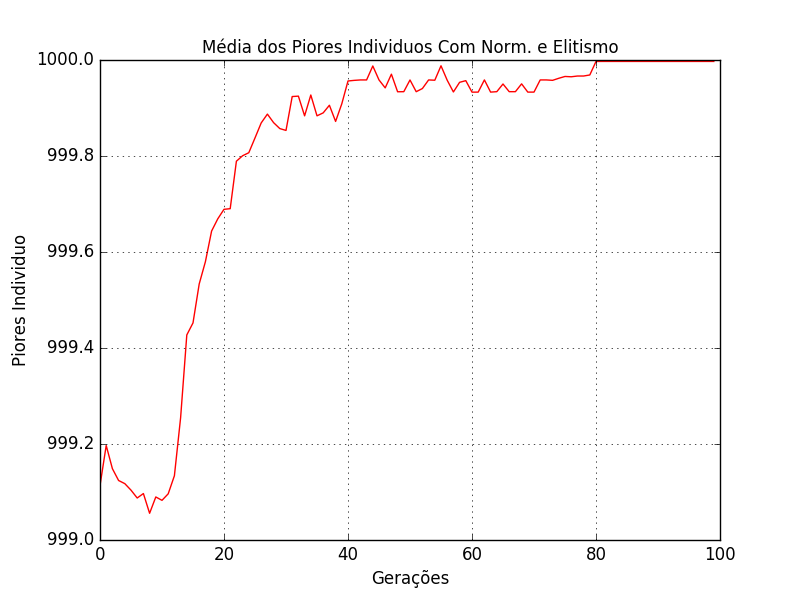 Média dos Piores Individuos Com Norm. e Elitismo
1000.0
999.8
999.6
999.4
999.2
999.0
Piores Individuo
0 20 40 60 80 100
Gerações